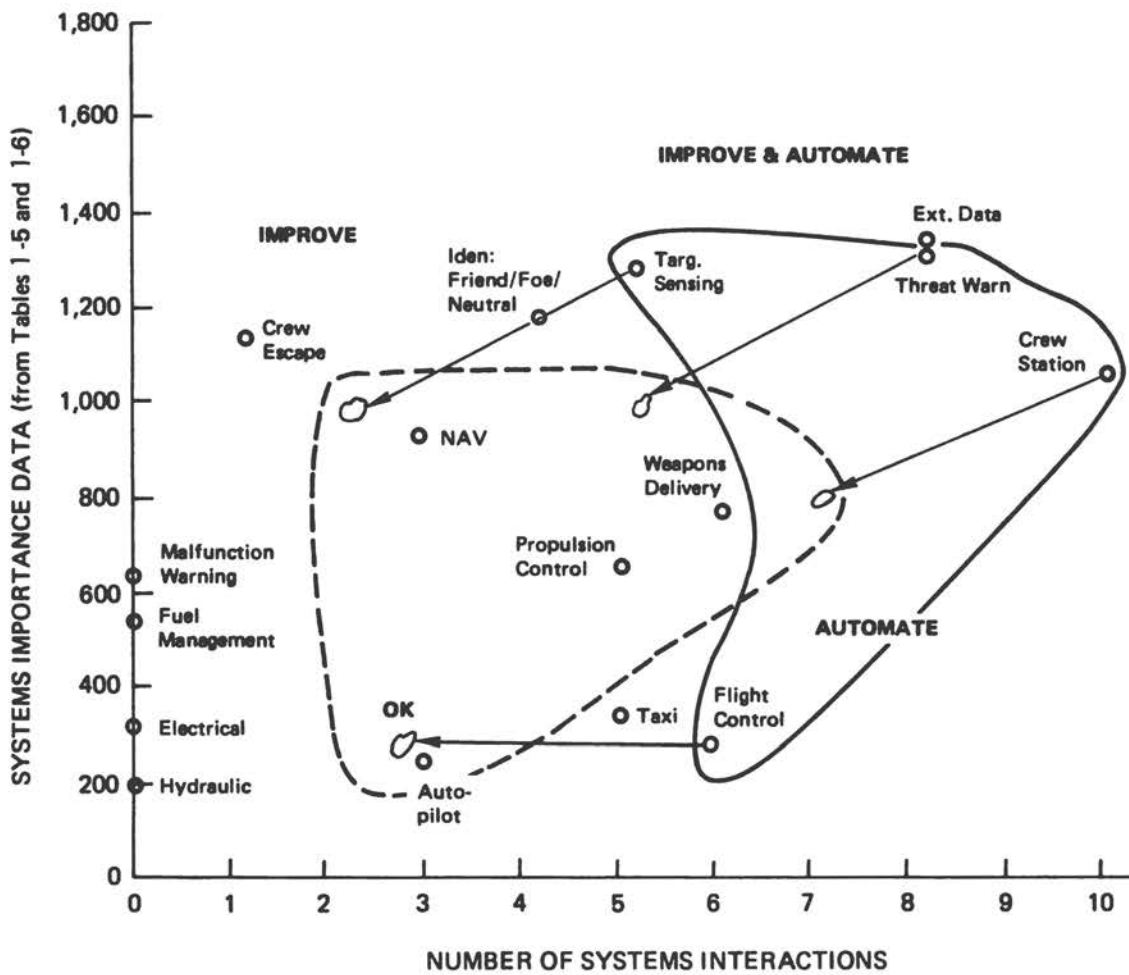 1,800
1,600
1,400
1,200
1,000
800
600
400
200
0
SYSTEMS IMPORTANCE DATA (from Tables 1-5 and 1-6)
IMPROVE & AUTOMATE
IMPROVE
Ext. Data
Iden:
Friend/Foe/
Neutral
Targ.
Sensing
Threat Warn
Crew
Escape
Crew
Station
NAV
Weapons
Delivery
Propulsion
Control
Malfunction
Warning
Fuel
Management
AUTOMATE
OK
Taxi
Flight
Control
Electrical
Hydraulic
Auto-
pilot
0 1 2 3 4 5 6 7 8 9 10
NUMBER OF SYSTEMS INTERACTIONS